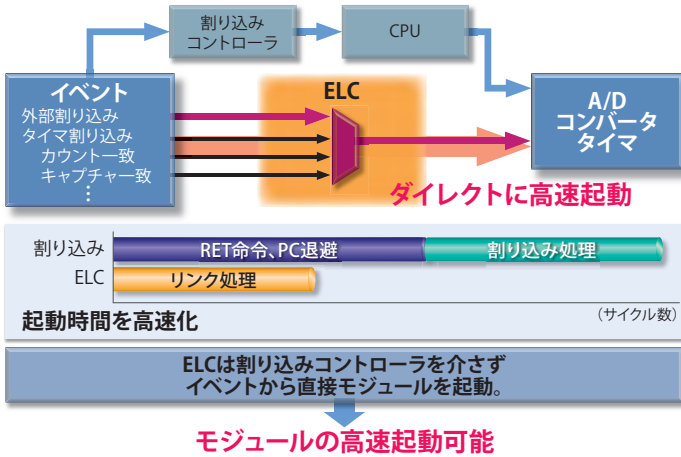 割り込み
コントローラ
CPU
イベント
外部割り込み
タイマ割り込み
カウント一致
キャプチャー一致
⋮
ELC
A/D
コンバータ
タイマ
ダイレクトに高速起動
割り込み
RET命令、PC退避
割り込み処理
ELC
リンク処理
起動時間を高速化
(サイクル数)
ELCは割り込みコントローラを介さず
イベントから直接モジュールを起動。
モジュールの高速起動可能